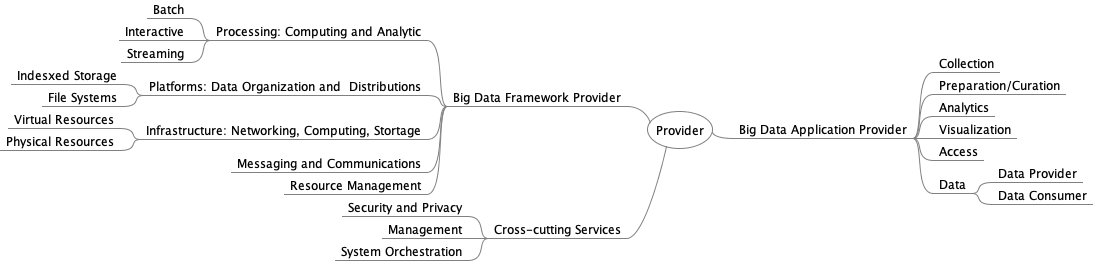 Batch
Interactive
Streaming
Processing: Computing and Analytic
Indesxed Storage
File Systems
Platforms: Data Organization and  Distributions
Virtual Resources
Physical Resources
Infrastructure: Networking, Computing, Stortage
Messaging and Communications
Resource Management
Big Data Framework Provider
Security and Privacy
Management
System Orchestration
Cross-cutting Services
Provider
Big Data Application Provider
Collection
Preparation/Curation
Analytics
Visualization
Access
Data
Data Provider
Data Consumer